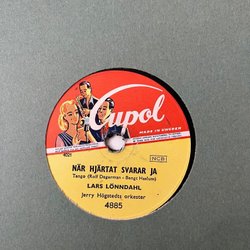 Cupol
MADE IN SWEDEN
NCB
NÄR HJÄRTAT SVARAR JA
Tango (Rolf Degerman - Bengt Haslum)
LARS LÖNNDAHL
Jerry Högstedts orkester
4885